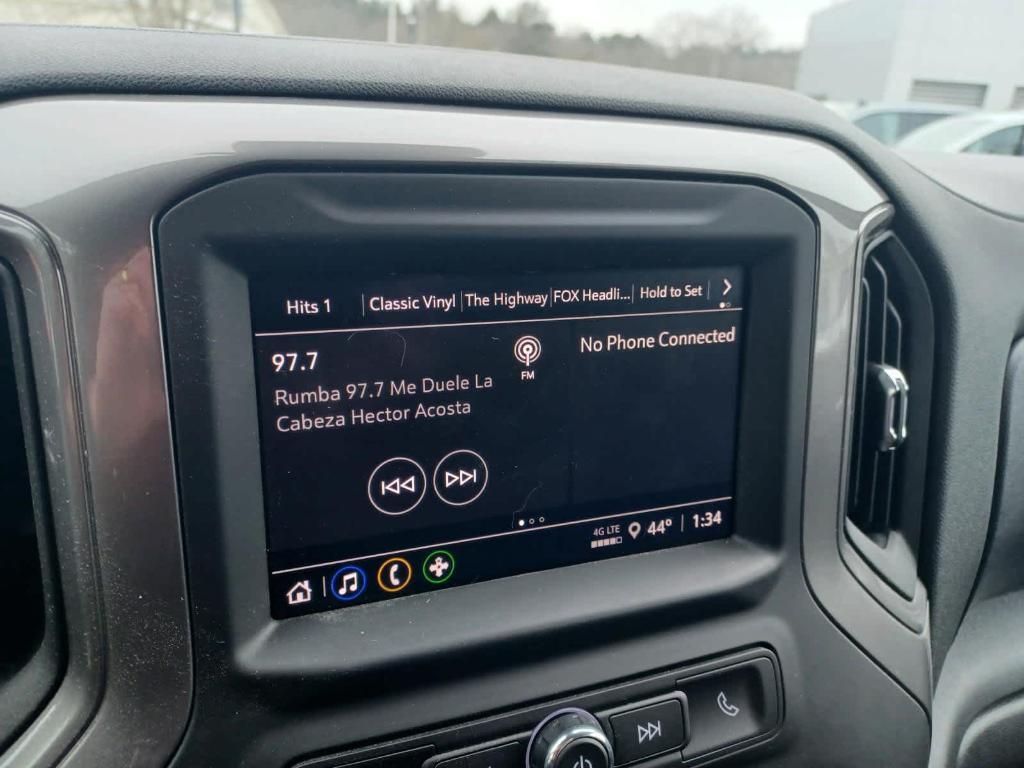 Hits 1 Classic Vinyl The Highway FOX Headli... Hold to Set
97.7
FM
No Phone Connected
Rumba 97.7 Me Duele La
Cabeza Hector Acosta
4G LTE 44° 1:34